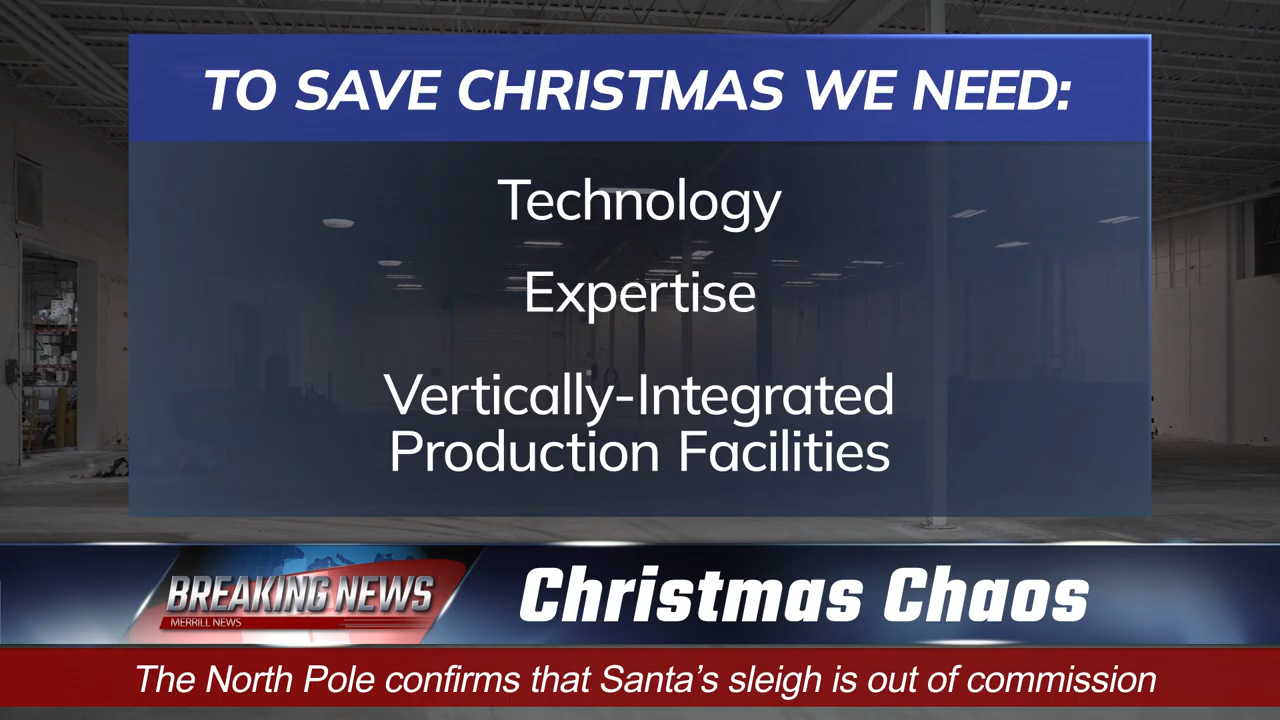 TO SAVE CHRISTMAS WE NEED:
Technology
Expertise
Vertically-Integrated
Production Facilities
BREAKING NEWS
MERRILL NEWS
Christmas Chaos
The North Pole confirms that Santa's sleigh is out of commission